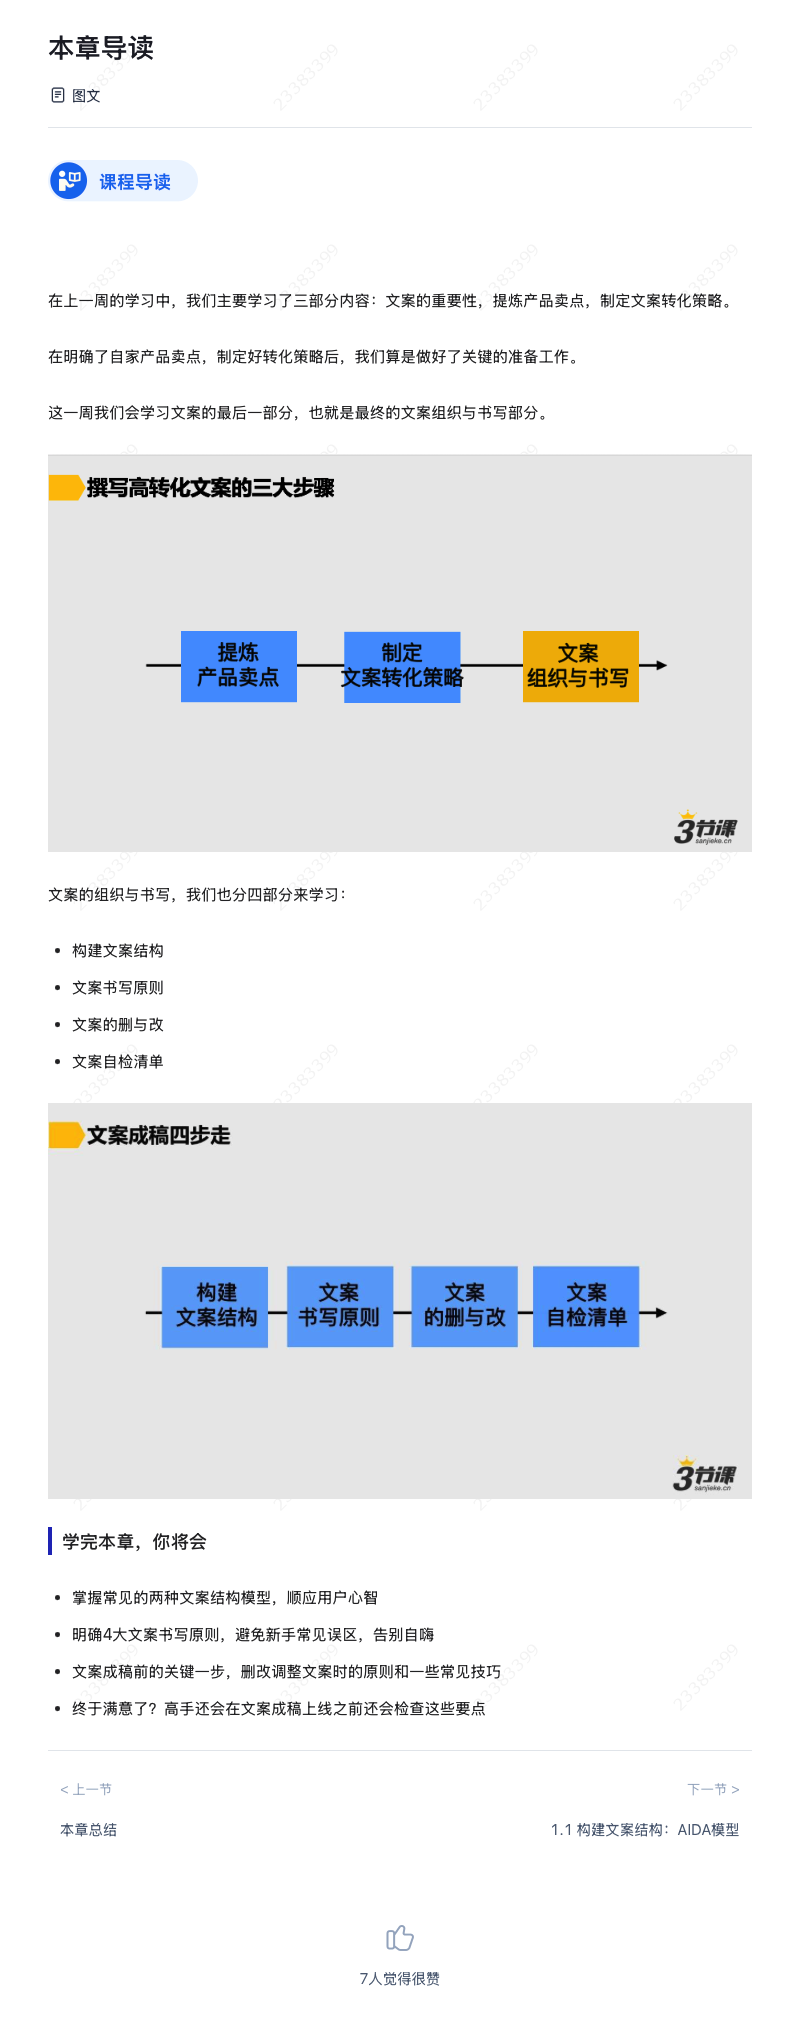 本章导读
图文
课程导读
在上一周的学习中，我们主要学习了三部分内容：文案的重要性，提炼产品卖点，制定文案转化策略。
在明确了自家产品卖点，制定好转化策略后，我们算是做好了关键的准备工作。
这一周我们会学习文案的最后一部分，也就是最终的文案组织与书写部分。
撰写高转化文案的三大步骤
提炼
产品卖点
制定
文案转化策略
文案
组织与书写
3节课
sanjieke.cn
文案的组织与书写，我们也分四部分来学习：
• 构建文案结构
• 文案书写原则
• 文案的删与改
• 文案自检清单
文案成稿四步走
构建
文案结构
文案
书写原则
文案
的删与改
文案
自检清单
3节课
sanjieke.cn
学完本章，你将会
• 掌握常见的两种文案结构模型，顺应用户心智
• 明确4大文案书写原则，避免新手常见误区，告别自嗨
• 文案成稿前的关键一步，删改调整文案时的原则和一些常见技巧
• 终于满意了？高手还会在文案成稿上线之前还会检查这些要点
< 上一节
下一节 >
本章总结
1.1 构建文案结构：AIDA模型
7人觉得很赞
23383399